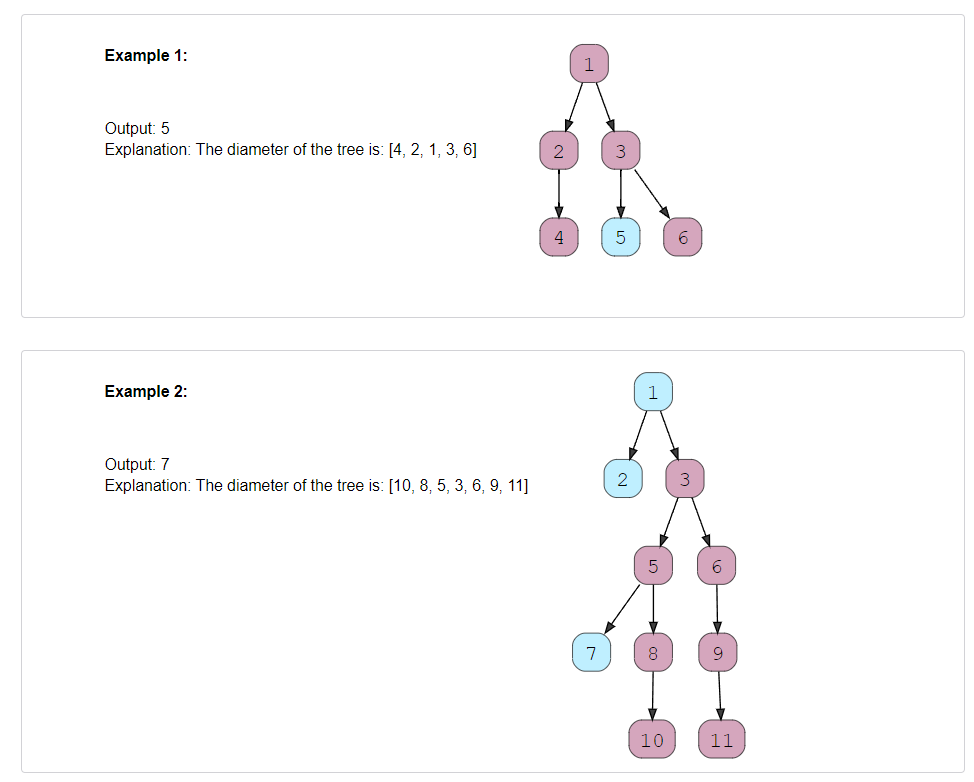 Example 1:
Output: 5
Explanation: The diameter of the tree is: [4, 2, 1, 3, 6]
1
2 3
4 5 6
Example 2:
Output: 7
Explanation: The diameter of the tree is: [10, 8, 5, 3, 6, 9, 11]
1
2 3
5 6
7 8 9
10 11